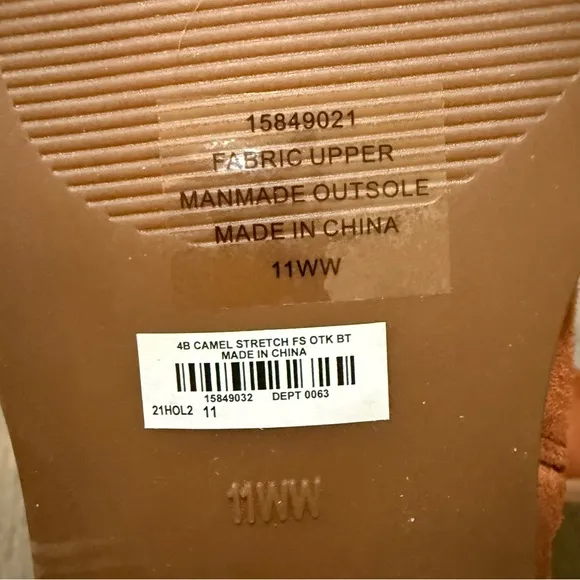 15849021
FABRIC UPPER
MANMADE OUTSOLE
MADE IN CHINA
11WW
4B CAMEL STRETCH FS OTK BT
MADE IN CHINA
15849032 DEPT 0063
21HOL2 11
11WW